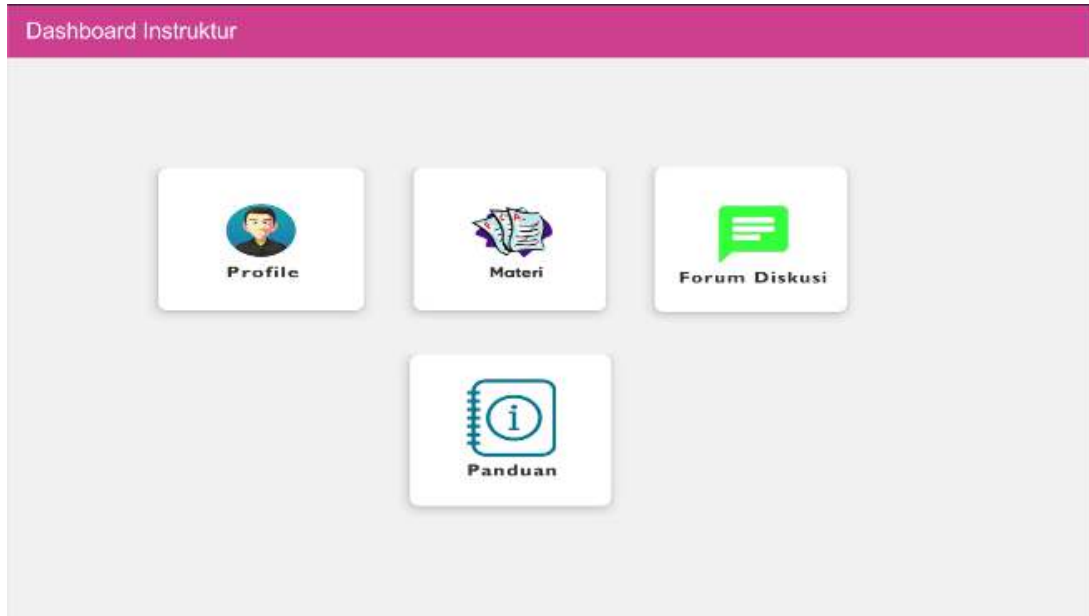 Dashboard Instruktur
Profile
Materi
Forum Diskusi
i
Panduan